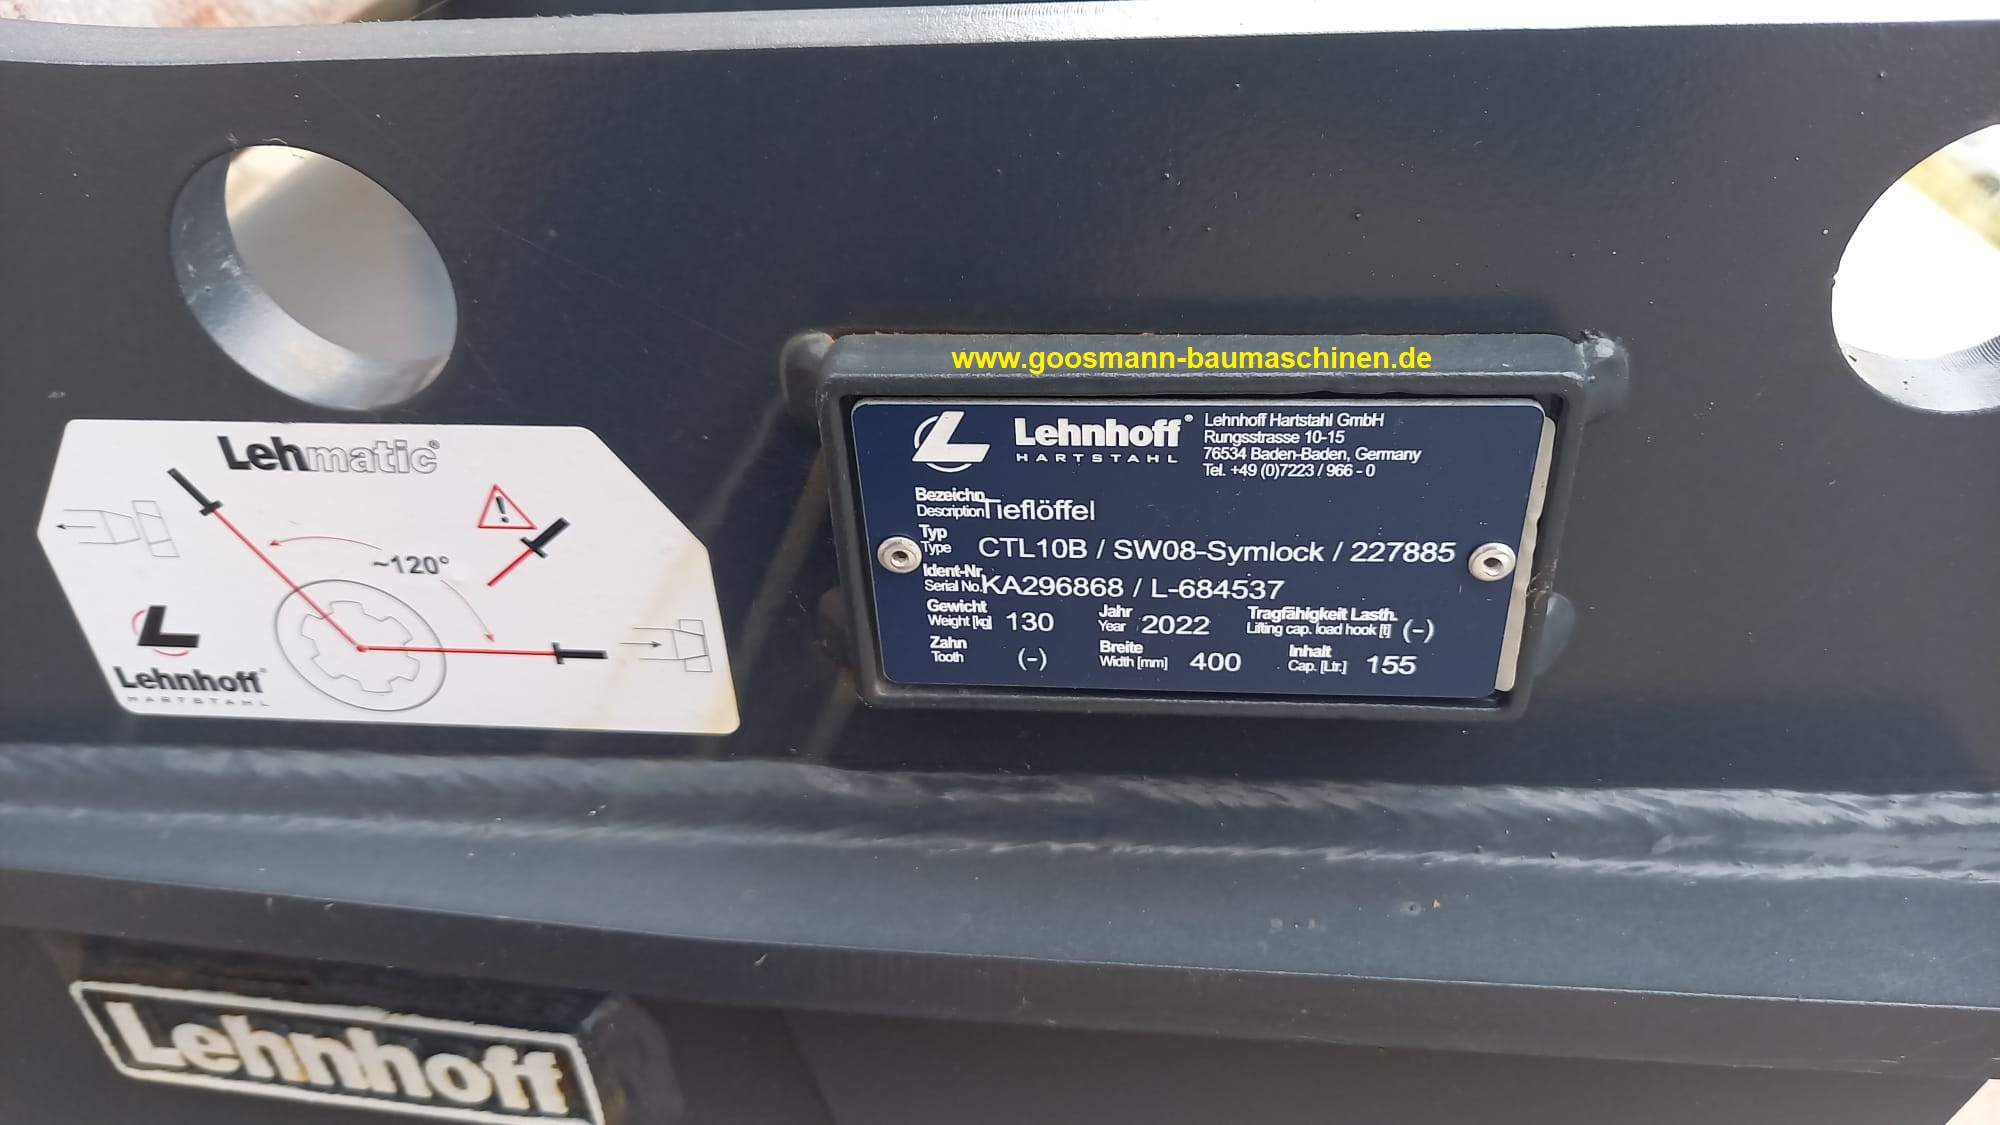 www.goosmann-baumaschinen.de
Lehnhoff®
HARTSTAHL
Lehnhoff Hartstahl GmbH
Rungsstrasse 10-15
76534 Baden-Baden, Germany
Tel. +49 (0)7223 / 966 - 0
Bezeichn.
Description Tieflöffel
Typ
Type CTL10B / SW08-Symlock / 227885
Ident-Nr.
Serial No. KA296868 / L-684537
Gewicht
Weight [kg] 130
Jahr
Year 2022
Tragfähigkeit Lasth.
Lifting cap. load hook [t] (-)
Zahn
Tooth (-)
Breite
Width [mm] 400
Inhalt
Cap. [Ltr.] 155
Lehmatic®
~120°
!
Lehnhoff®
HARTSTAHL
Lehnhoff